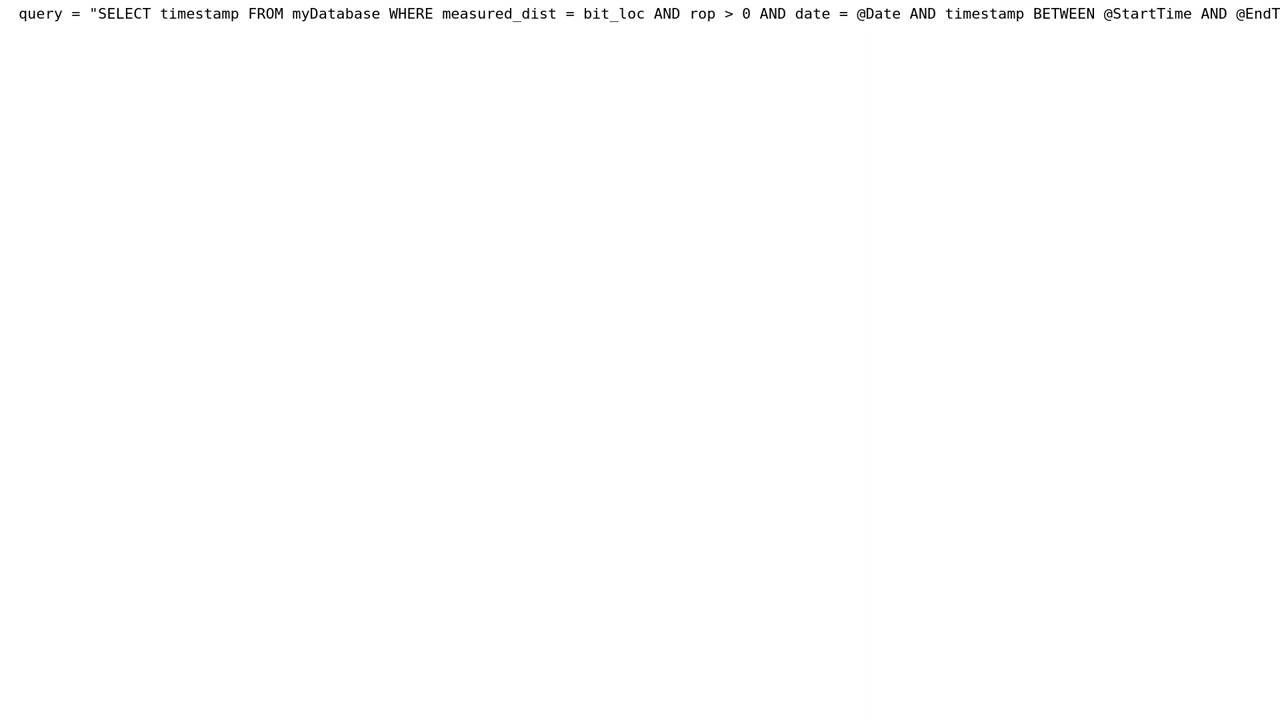 query = "SELECT timestamp FROM myDatabase WHERE measured_dist = bit_loc AND rop > 0 AND date = @Date AND timestamp BETWEEN @StartTime AND @EndT